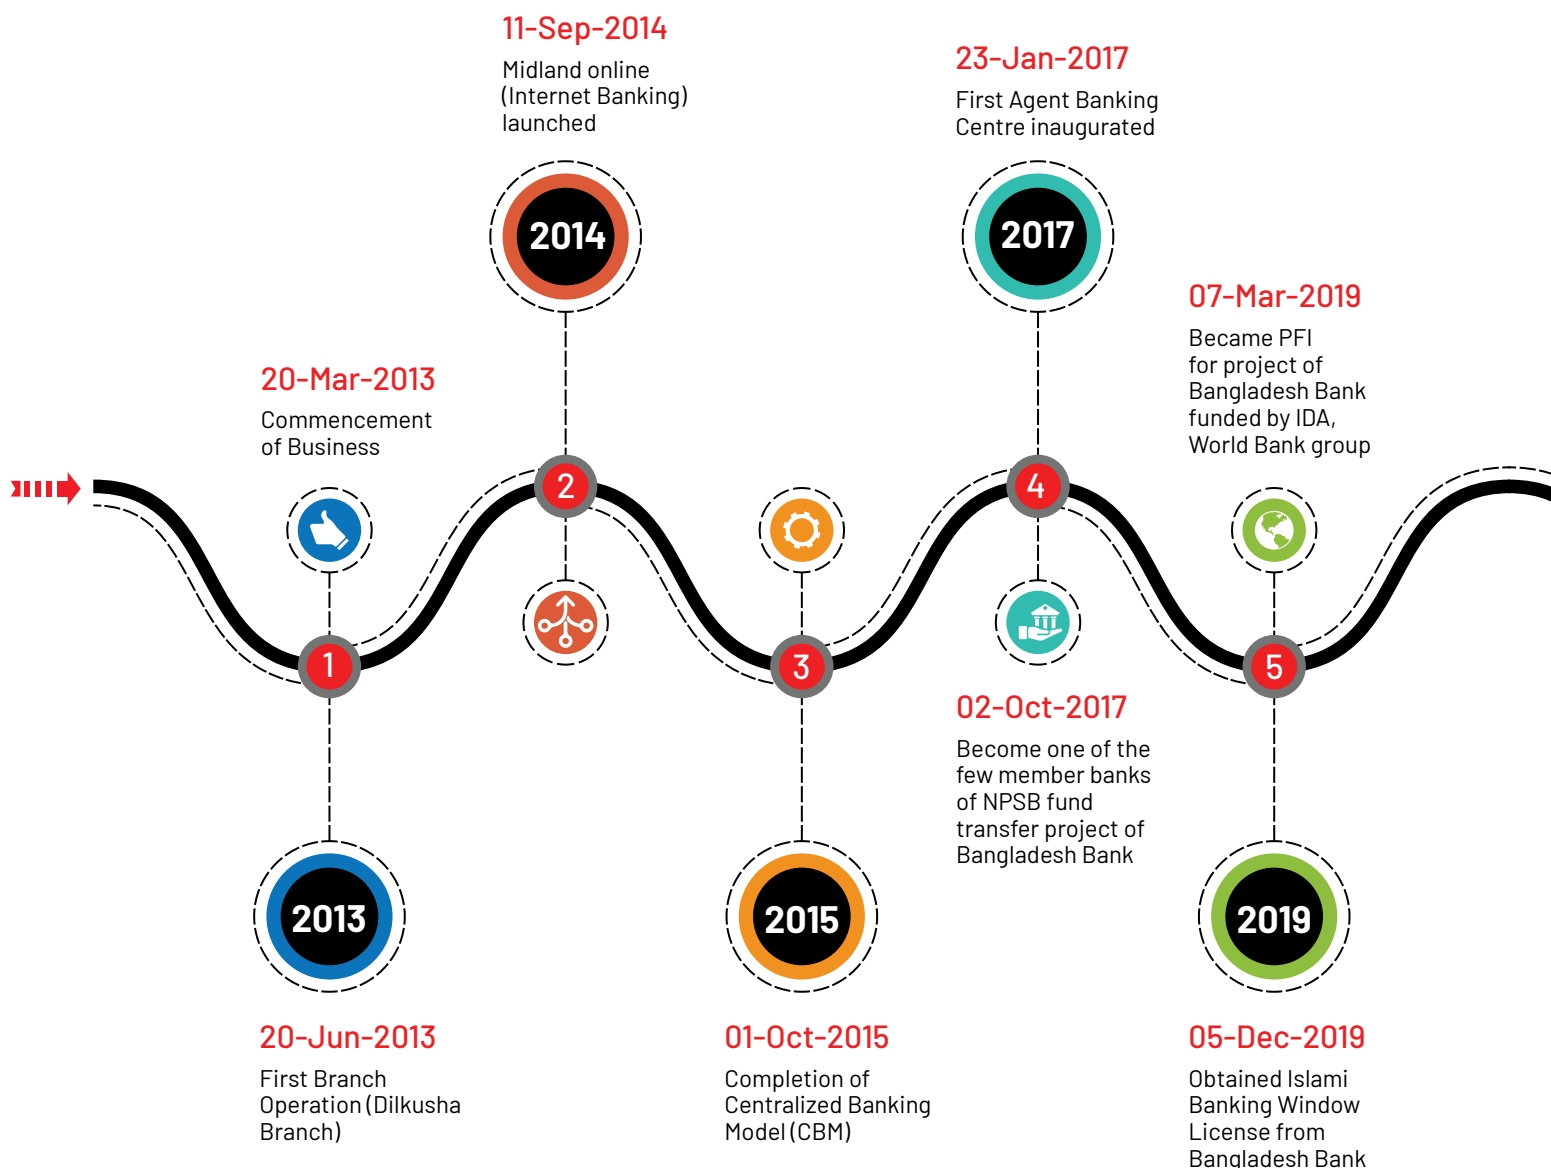 11-Sep-2014
Midland online
(Internet Banking)
launched
2014
23-Jan-2017
First Agent Banking
Centre inaugurated
2017
07-Mar-2019
Became PFI
for project of
Bangladesh Bank
funded by IDA,
World Bank group
20-Mar-2013
Commencement
of Business
1
2
3
4
5
02-Oct-2017
Become one of the
few member banks
of NPSB fund
transfer project of
Bangladesh Bank
2013
20-Jun-2013
First Branch
Operation (Dilkusha
Branch)
2015
01-Oct-2015
Completion of
Centralized Banking
Model (CBM)
2019
05-Dec-2019
Obtained Islami
Banking Window
License from
Bangladesh Bank